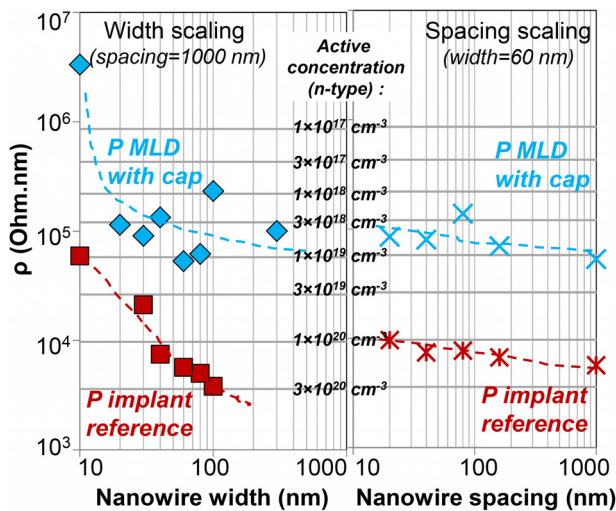 10⁷
10⁶
10⁵
10⁴
10³
ρ (Ohm.nm)
Width scaling
(spacing=1000 nm)
P MLD
with cap
P implant
reference
10
100
1000
Nanowire width (nm)
Active
concentration
(n-type) :
1×10¹⁷ cm⁻³
3×10¹⁷ cm⁻³
1×10¹⁸ cm⁻³
3×10¹⁸ cm⁻³
1×10¹⁹ cm⁻³
3×10¹⁹ cm⁻³
1×10²⁰ cm⁻³
3×10²⁰ cm⁻³
Spacing scaling
(width=60 nm)
P MLD
with cap
P implant
reference
10
100
1000
Nanowire spacing (nm)